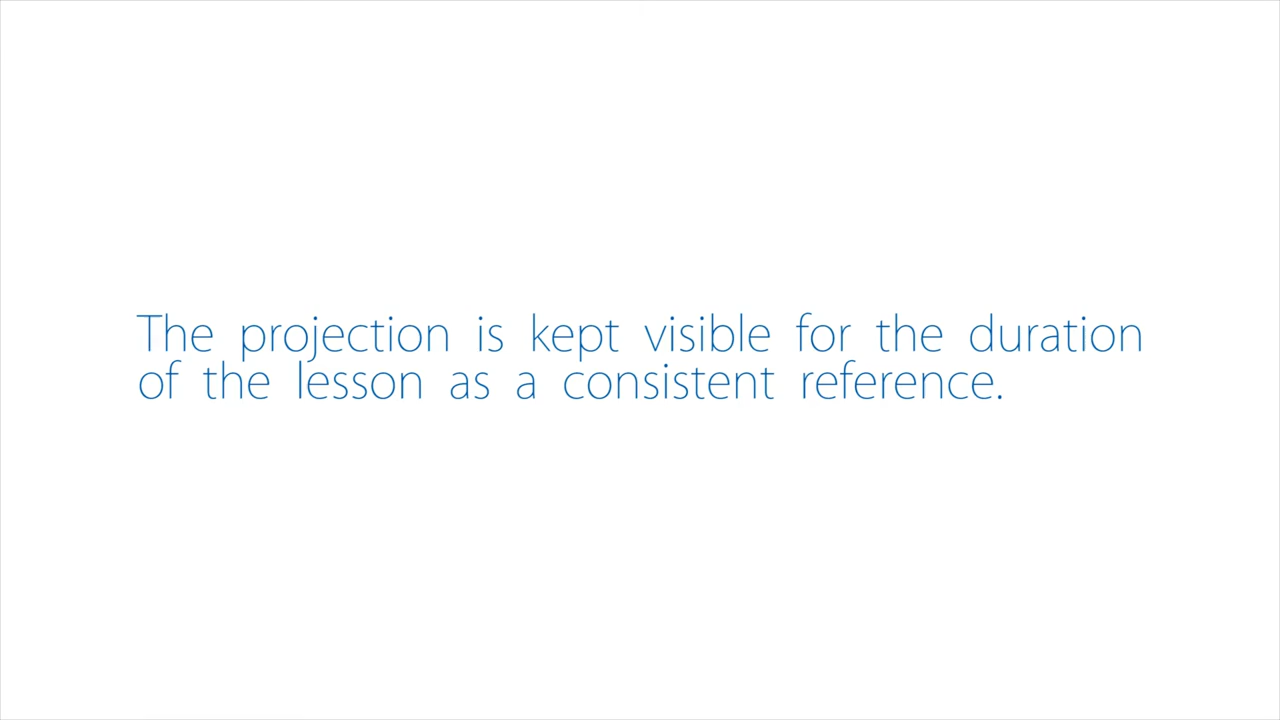 The projection is kept visible for the duration
of the lesson as a consistent reference.